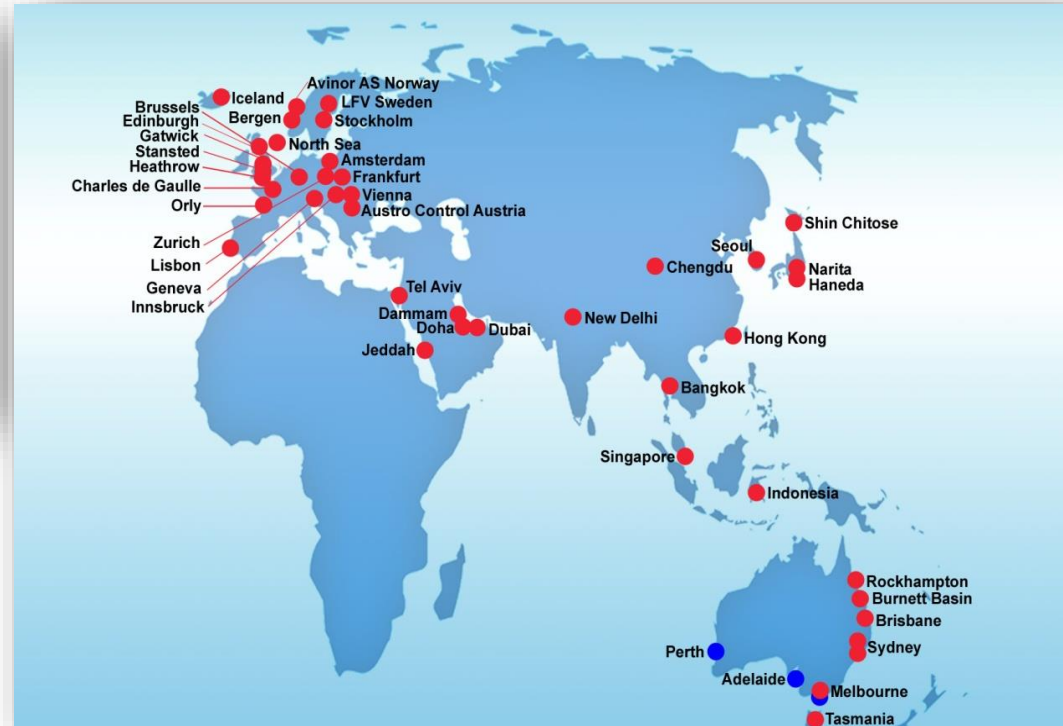 Avinor AS Norway
Iceland
LFV Sweden
Brussels
Bergen
Stockholm
Edinburgh
Gatwick
North Sea
Stansted
Amsterdam
Heathrow
Frankfurt
Charles de Gaulle
Vienna
Orly
Austro Control Austria
Zurich
Lisbon
Geneva
Innsbruck
Tel Aviv
Dammam
Doha
Dubai
Jeddah
Shin Chitose
Seoul
Chengdu
Narita
Haneda
New Delhi
Hong Kong
Bangkok
Singapore
Indonesia
Rockhampton
Burnett Basin
Brisbane
Sydney
Perth
Adelaide
Melbourne
Tasmania